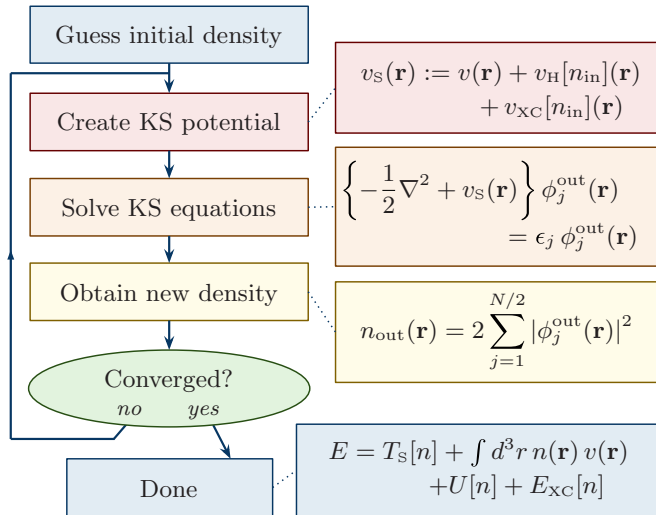 Guess initial density
Create KS potential
v_S(r) := v(r) + v_H[n_in](r)
+ v_XC[n_in](r)
Solve KS equations
{−1/2 ∇² + v_S(r)} ϕ_j^out(r)
= ϵ_j ϕ_j^out(r)
Obtain new density
n_out(r) = 2 ∑_{j=1}^{N/2} |ϕ_j^out(r)|²
Converged?
no yes
Done
E = T_S[n] + ∫ d³r n(r) v(r)
+U[n] + E_XC[n]